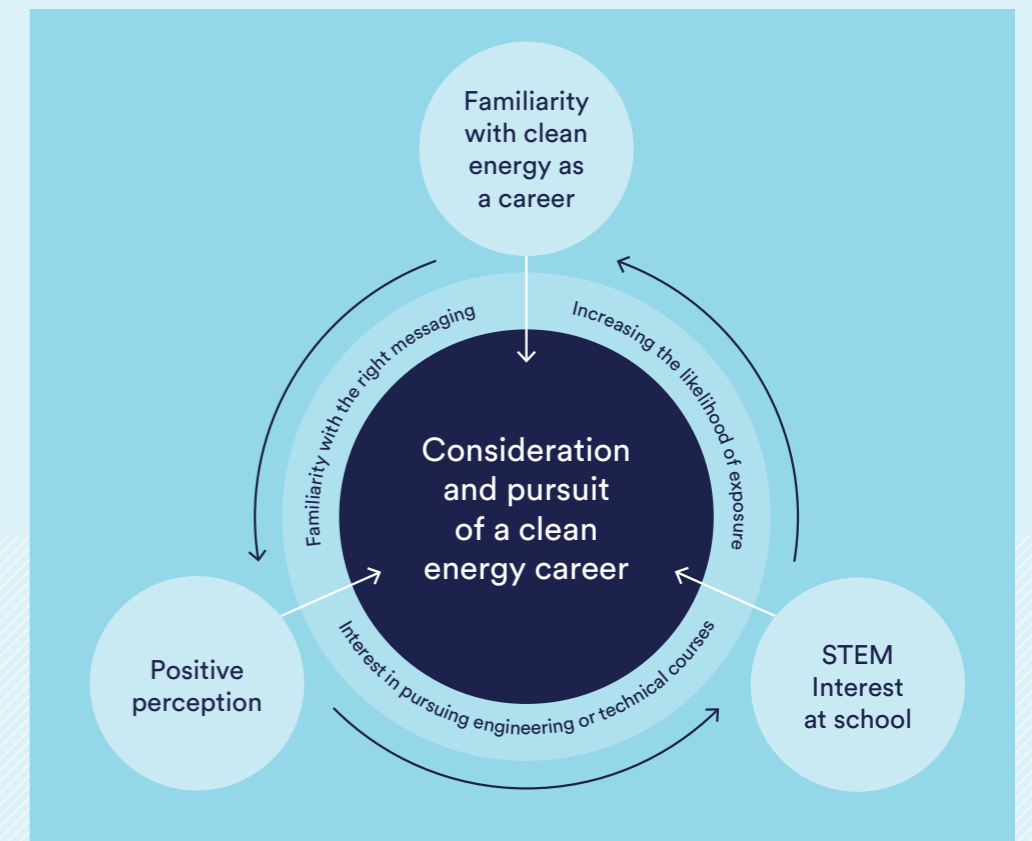 Familiarity
with clean
energy as
a career
Familiarity with the right messaging
Increasing the likelihood of exposure
Consideration
and pursuit
of a clean
energy career
Interest in pursuing engineering or technical courses
Positive
perception
STEM
Interest
at school